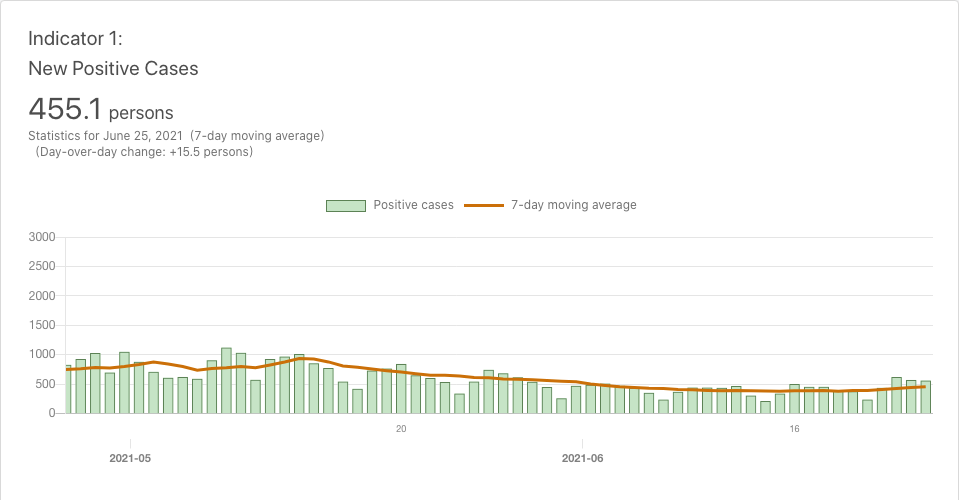 Indicator 1:
New Positive Cases
455.1 persons
Statistics for June 25, 2021 (7-day moving average)
(Day-over-day change: +15.5 persons)
Positive cases 7-day moving average
3000
2500
2000
1500
1000
500
0
20 16
2021-05 2021-06